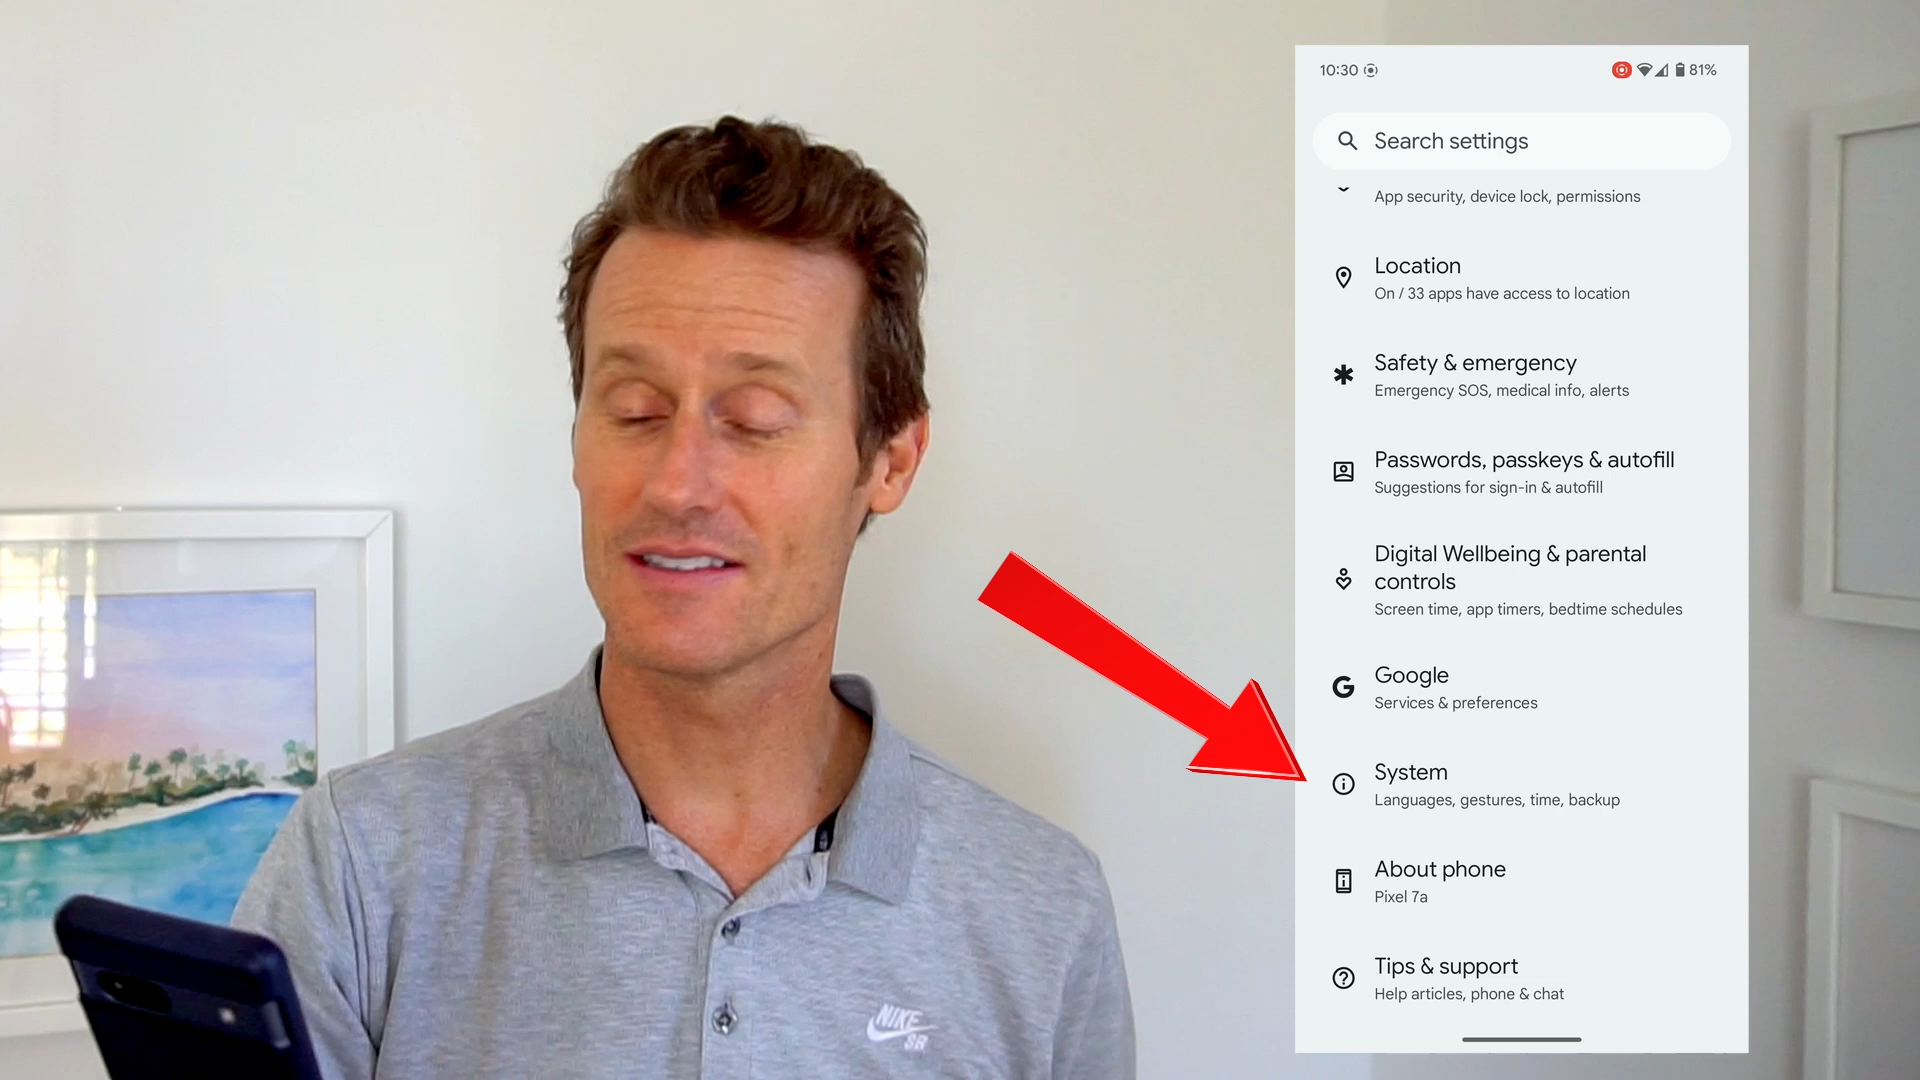 10:30
81%
Search settings
App security, device lock, permissions
Location
On / 33 apps have access to location
Safety & emergency
Emergency SOS, medical info, alerts
Passwords, passkeys & autofill
Suggestions for sign-in & autofill
Digital Wellbeing & parental
controls
Screen time, app timers, bedtime schedules
Google
Services & preferences
System
Languages, gestures, time, backup
About phone
Pixel 7a
Tips & support
Help articles, phone & chat
NIKE
SB